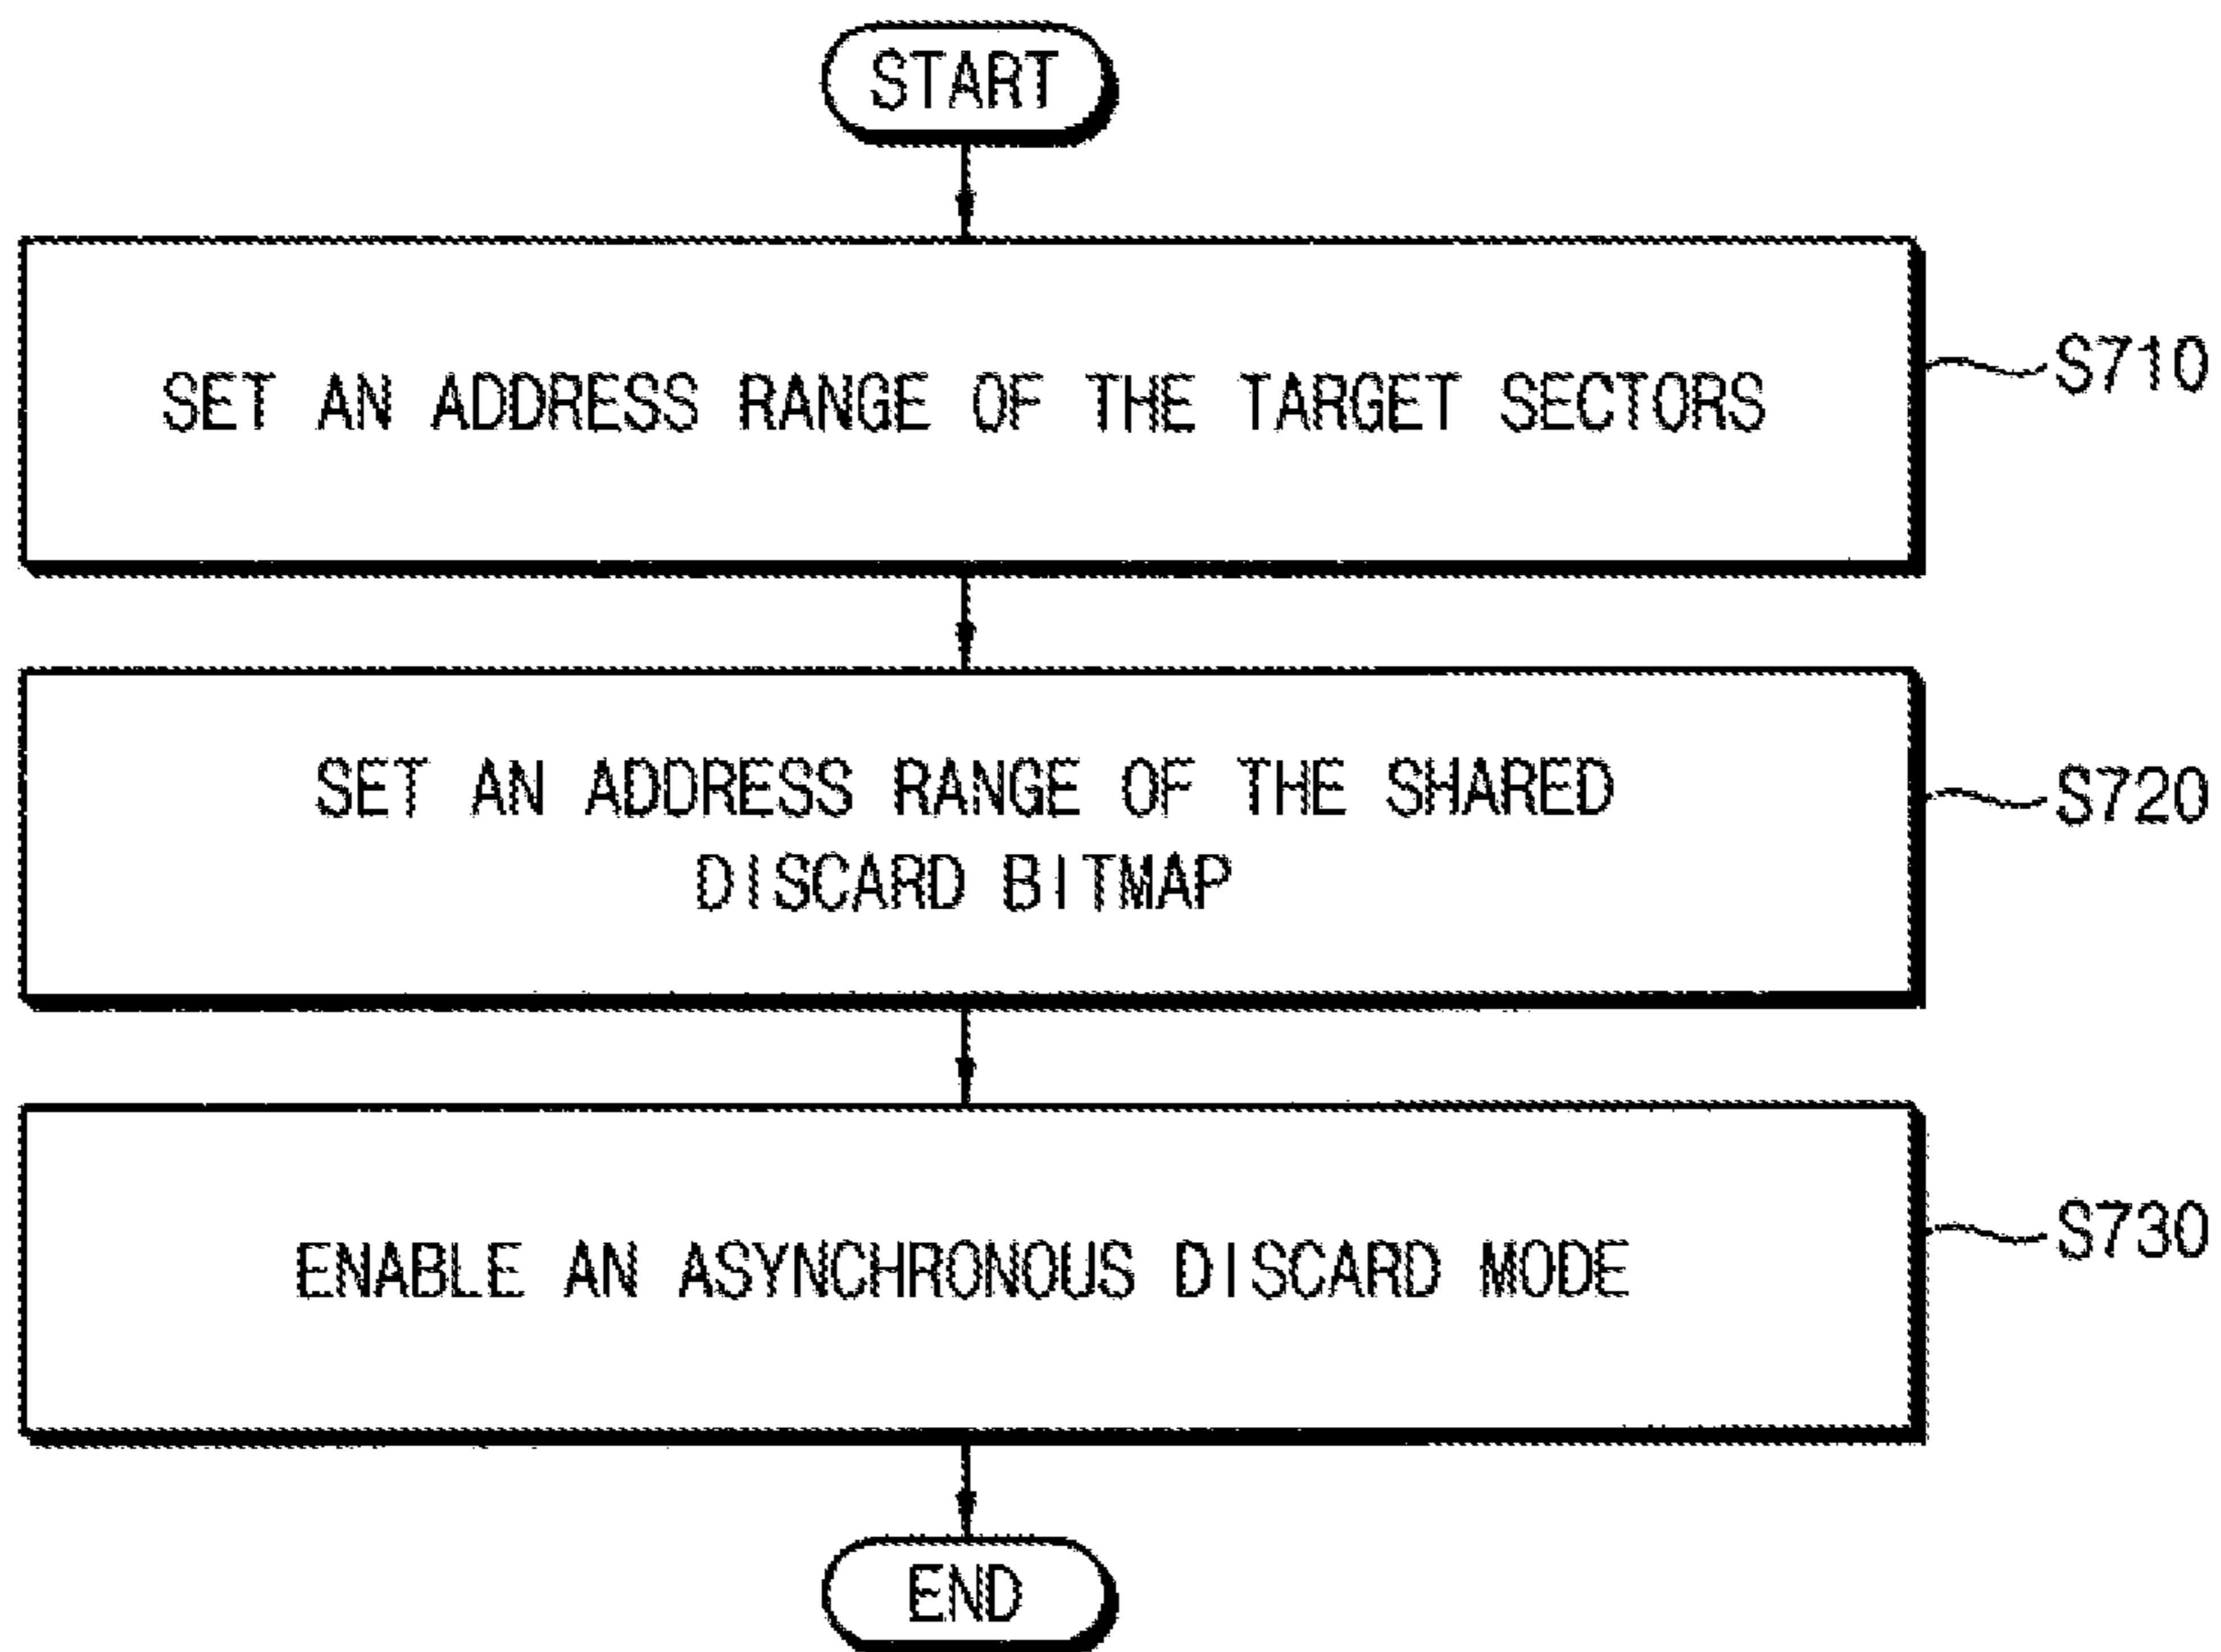 START
SET AN ADDRESS RANGE OF THE TARGET SECTORS
S710
SET AN ADDRESS RANGE OF THE SHARED
DISCARD BITMAP
S720
ENABLE AN ASYNCHRONOUS DISCARD MODE
S730
END